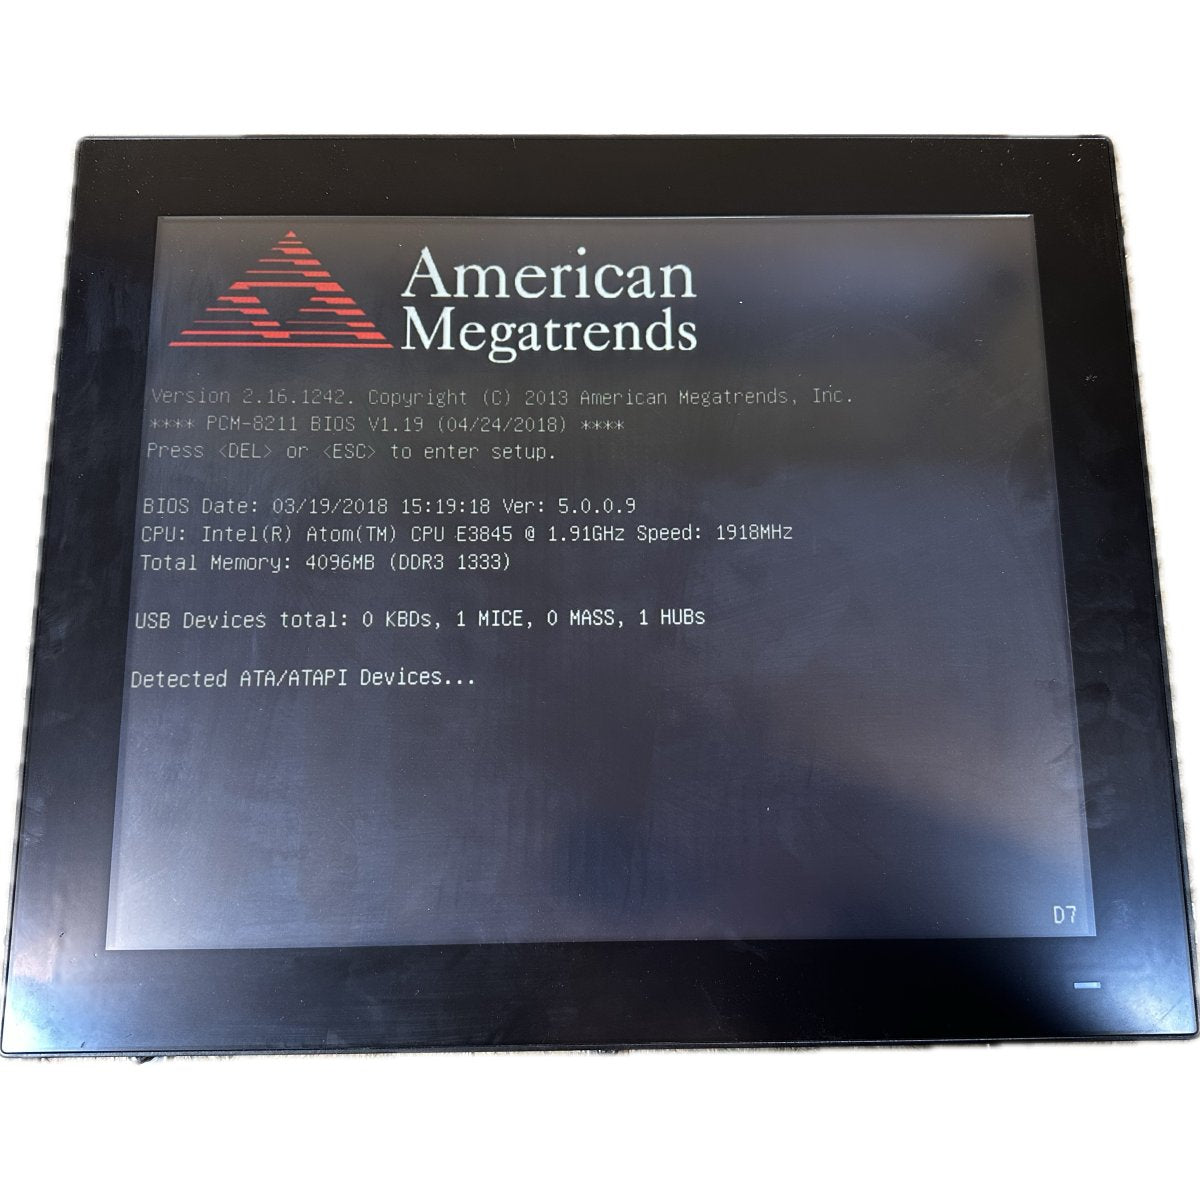 American
Megatrends
Version 2.16.1242. Copyright (C) 2013 American Megatrends, Inc.
**** PCM-8211 BIOS V1.19 (04/24/2018) ****
Press <DEL> or <ESC> to enter setup.
BIOS Date: 03/19/2018 15:19:18 Ver: 5.0.0.9
CPU: Intel(R) Atom(TM) CPU E3845 @ 1.91GHz Speed: 1918MHz
Total Memory: 4096MB (DDR3 1333)
USB Devices total: 0 KBDs, 1 MICE, 0 MASS, 1 HUBs
Detected ATA/ATAPI Devices...
D7